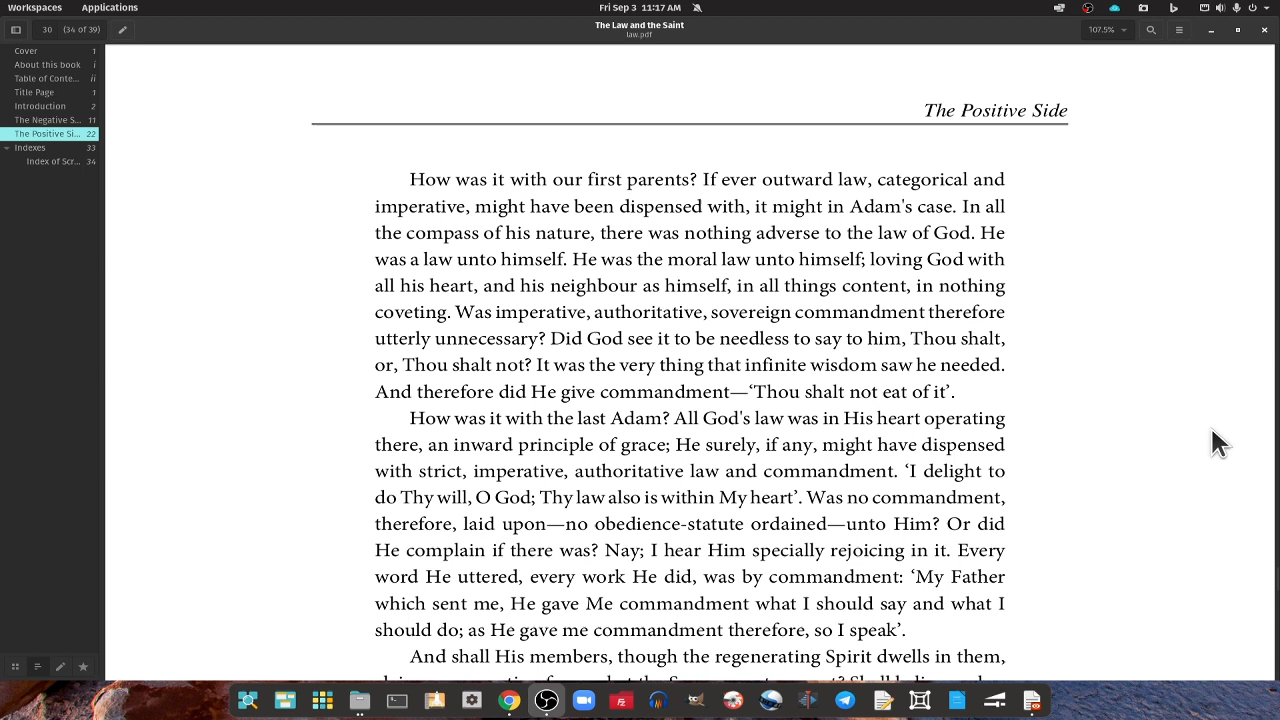 Workspaces Applications Fri Sep 3 11:17 AM
30 (34 of 39) The Law and the Saint 107.5%
law.pdf
Cover 1
About this book i
Table of Conte... ii
Title Page 1
Introduction 2
The Negative S... 11
The Positive Si... 22
Indexes 33
Index of Scr... 34
The Positive Side
How was it with our first parents? If ever outward law, categorical and
imperative, might have been dispensed with, it might in Adam's case. In all
the compass of his nature, there was nothing adverse to the law of God. He
was a law unto himself. He was the moral law unto himself; loving God with
all his heart, and his neighbour as himself, in all things content, in nothing
coveting. Was imperative, authoritative, sovereign commandment therefore
utterly unnecessary? Did God see it to be needless to say to him, Thou shalt,
or, Thou shalt not? It was the very thing that infinite wisdom saw he needed.
And therefore did He give commandment—‘Thou shalt not eat of it’.
How was it with the last Adam? All God's law was in His heart operating
there, an inward principle of grace; He surely, if any, might have dispensed
with strict, imperative, authoritative law and commandment. ‘I delight to
do Thy will, O God; Thy law also is within My heart’. Was no commandment,
therefore, laid upon—no obedience-statute ordained—unto Him? Or did
He complain if there was? Nay; I hear Him specially rejoicing in it. Every
word He uttered, every work He did, was by commandment: ‘My Father
which sent me, He gave Me commandment what I should say and what I
should do; as He gave me commandment therefore, so I speak’.
And shall His members, though the regenerating Spirit dwells in them,